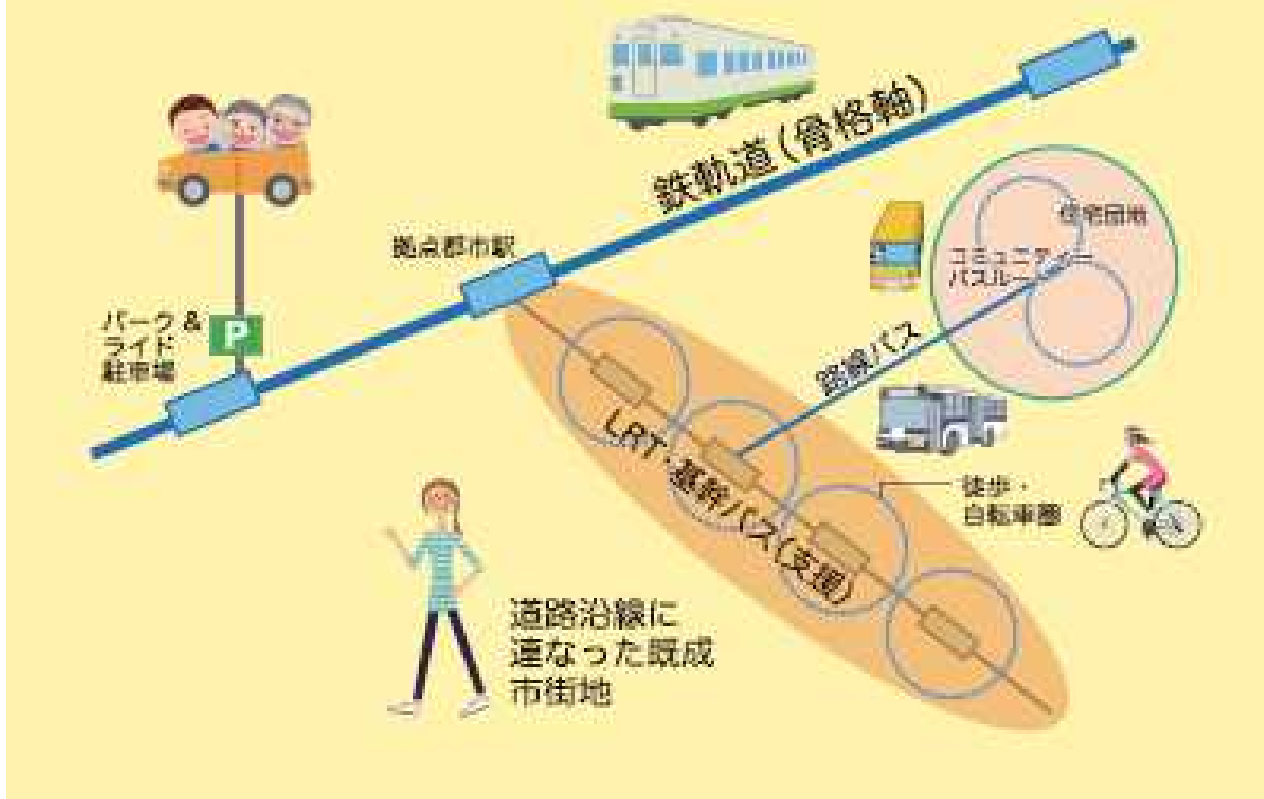 鉄軌道(骨格軸)
拠点都市駅
住宅団地
コミュニティー
バスルート
パーク&
ライド
駐車場
P
路線バス
LRT・基幹バス(支援)
徒歩・
自転車圏
道路沿線に
連なった既成
市街地